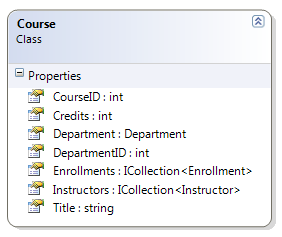 Course
Class
Properties
CourseID : int
Credits : int
Department : Department
DepartmentID : int
Enrollments : ICollection<Enrollment>
Instructors : ICollection<Instructor>
Title : string